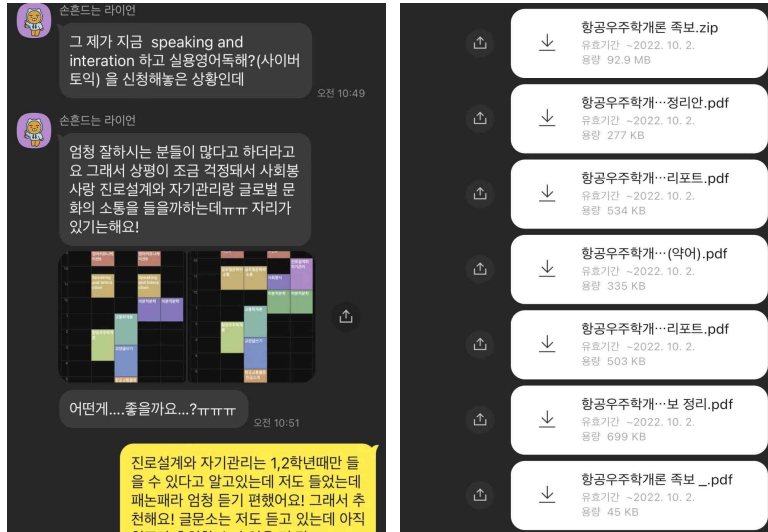 손흔드는 라이언
그 제가 지금 speaking and
interation 하고 실용영어독해?(사이버
토익) 을 신청해놓은 상황인데
오전 10:49
손흔드는 라이언
엄청 잘하시는 분들이 많다고 하더라고
요 그래서 상평이 조금 걱정돼서 사회봉
사랑 진로설계와 자기관리랑 글로벌 문
화의 소통을 들을까하는데ㅠㅠ 자리가
있기는해요!
어떤게....좋을까요...?ㅠㅠㅠ
오전 10:51
진로설계와 자기관리는 1,2학년때만 들
을 수 있다고 알고있는데 저도 들었는데
패논패라 엄청 듣기 편했어요! 그래서 추
천해요! 글문소는 저도 듣고 있는데 아직
항공우주학개론 족보.zip
유효기간 ~2022. 10. 2.
용량 92.9 MB
항공우주학개…정리안.pdf
유효기간 ~2022. 10. 2.
용량 277 KB
항공우주학개…리포트.pdf
유효기간 ~2022. 10. 2.
용량 534 KB
항공우주학개…(약어).pdf
유효기간 ~2022. 10. 2.
용량 335 KB
항공우주학개…리포트.pdf
유효기간 ~2022. 10. 2.
용량 503 KB
항공우주학개…보 정리.pdf
유효기간 ~2022. 10. 2.
용량 699 KB
항공우주학개론 족보 _.pdf
유효기간 ~2022. 10. 2.
용량 45 KB